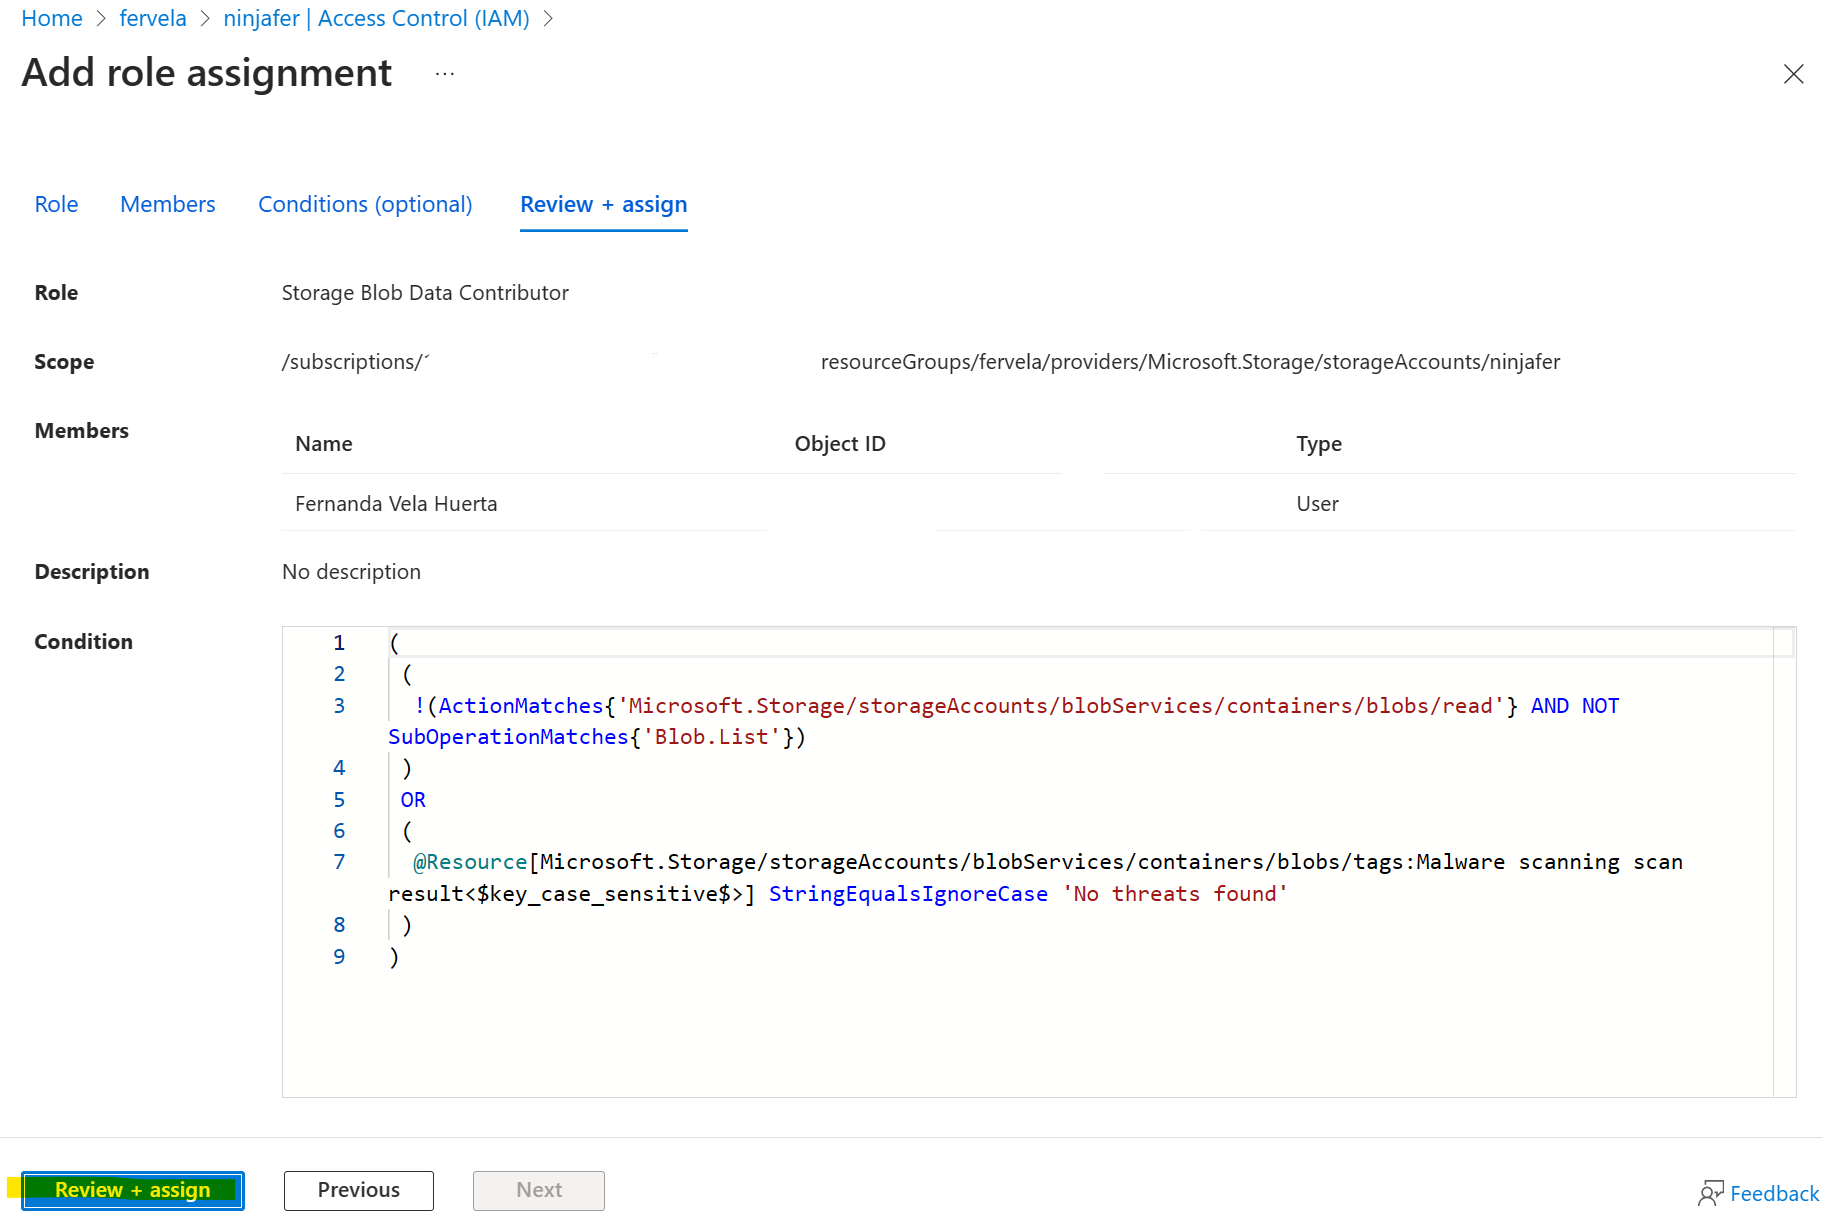 Home > fervela > ninjafer | Access Control (IAM) >
Add role assignment ...
Role Members Conditions (optional) Review + assign
Role Storage Blob Data Contributor
Scope /subscriptions/ resourceGroups/fervela/providers/Microsoft.Storage/storageAccounts/ninjafer
Members
Name Object ID Type
Fernanda Vela Huerta User
Description No description
Condition
1 (
2 (
3 !(ActionMatches{'Microsoft.Storage/storageAccounts/blobServices/containers/blobs/read'} AND NOT
SubOperationMatches{'Blob.List'})
4 )
5 OR
6 (
7 @Resource[Microsoft.Storage/storageAccounts/blobServices/containers/blobs/tags:Malware scanning scan
result<$key_case_sensitive$>] StringEqualsIgnoreCase 'No threats found'
8 )
9 )
Review + assign Previous Next Feedback